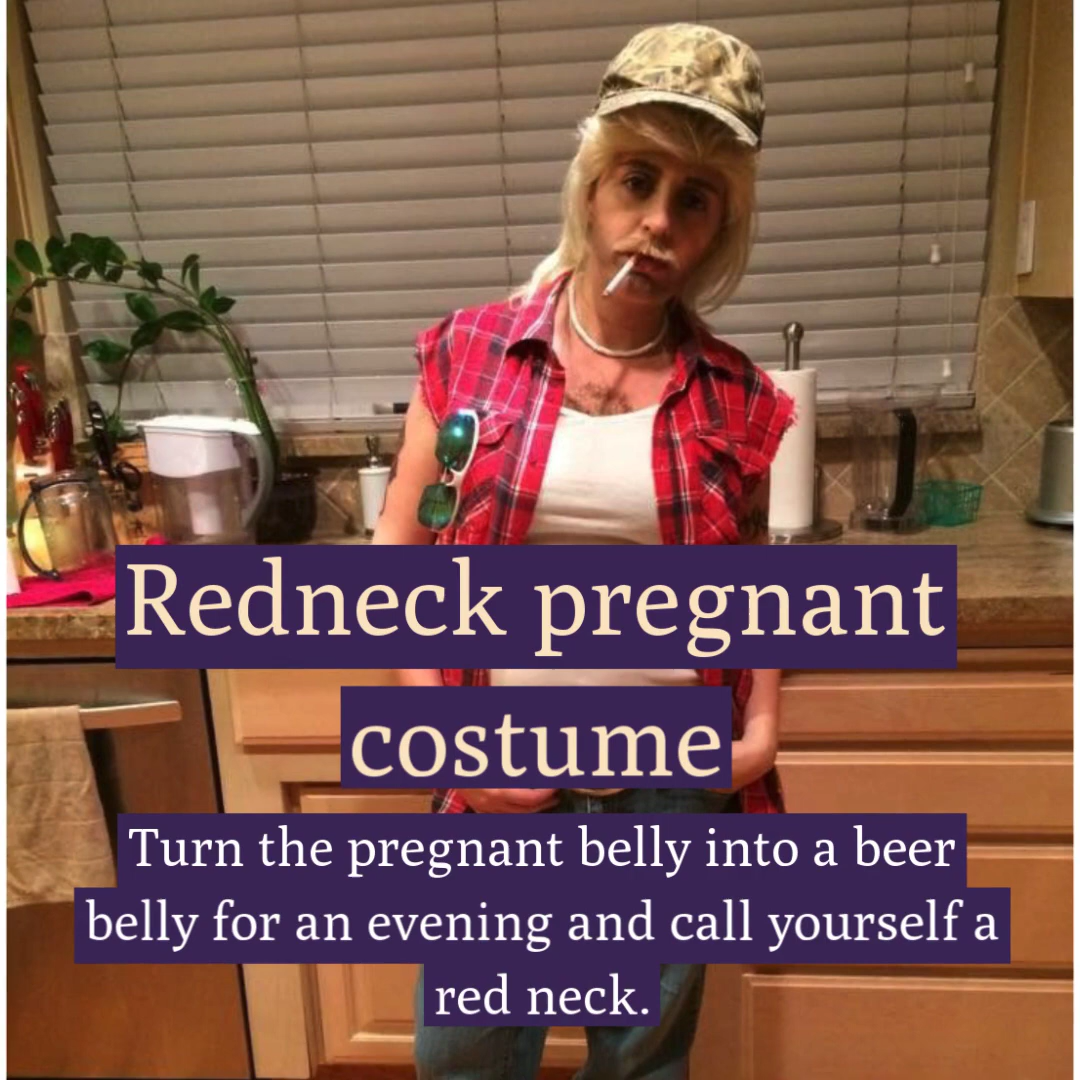 Redneck pregnant
costume
Turn the pregnant belly into a beer
belly for an evening and call yourself a
red neck.